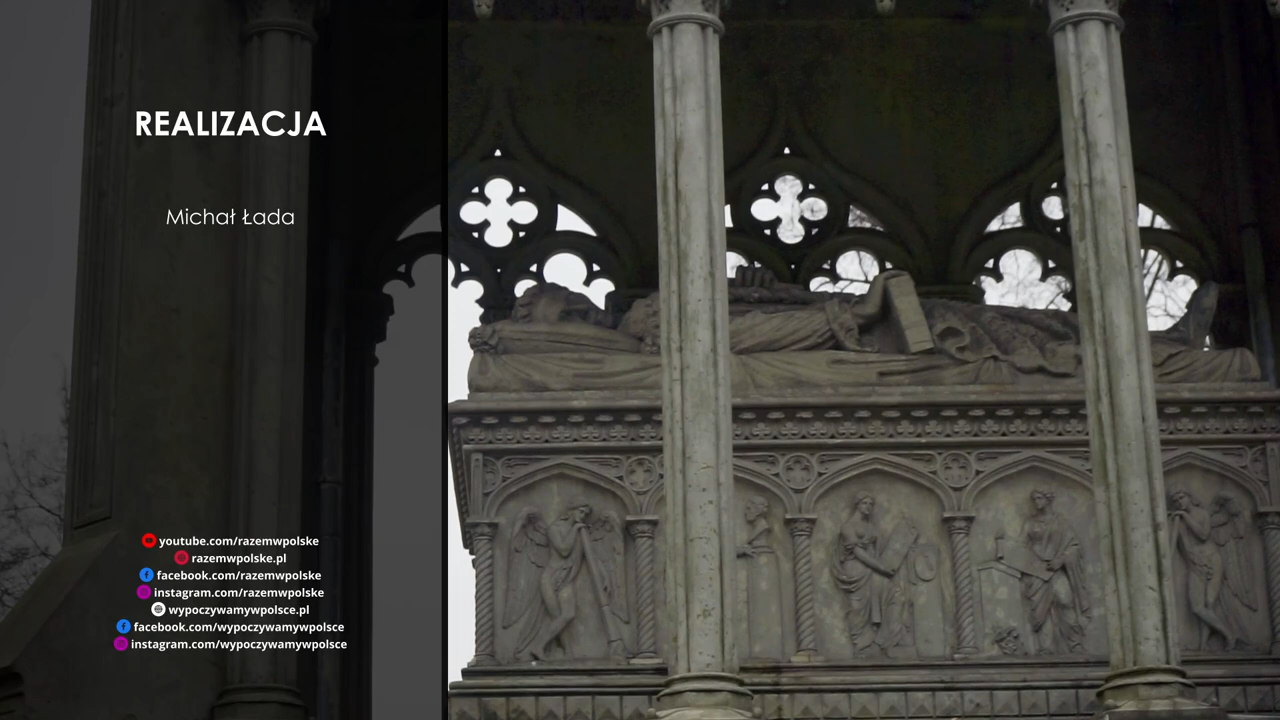 REALIZACJA
Michał Łada
youtube.com/razemwpolske
razemwpolske.pl
facebook.com/razemwpolske
instagram.com/razemwpolske
wypoczywamywpolsce.pl
facebook.com/wypoczywamywpolsce
instagram.com/wypoczywamywpolsce